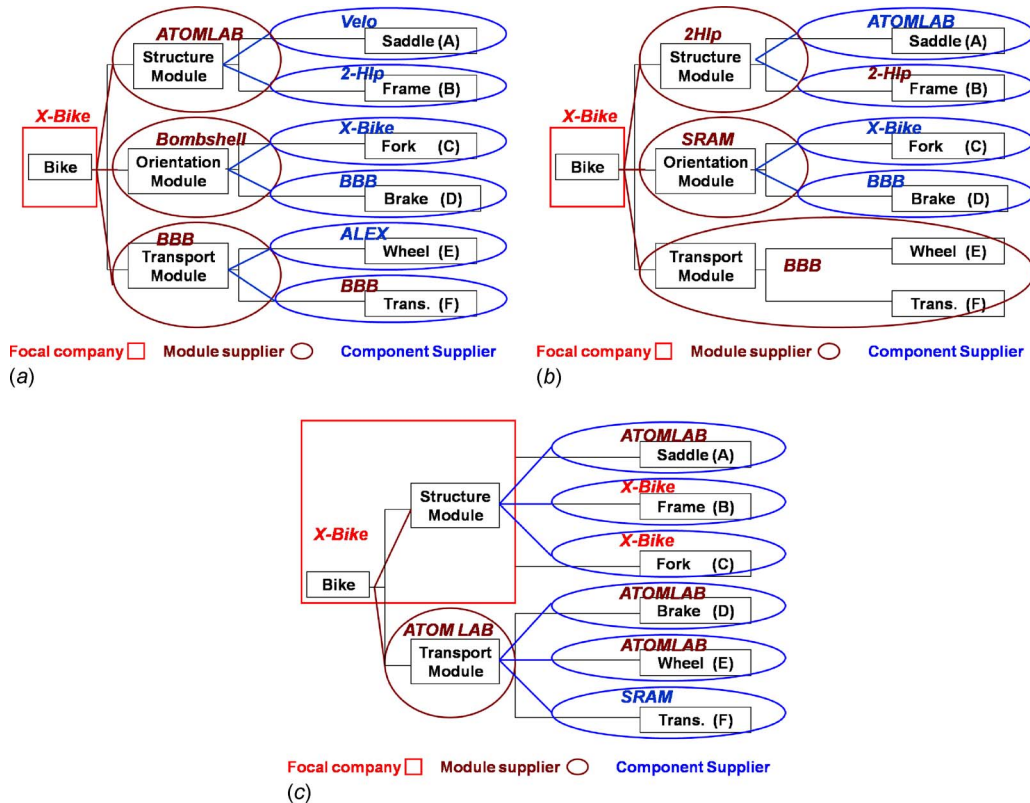 ATOMLAB
Structure
Module
Velo
Saddle (A)
2-Hlp
Frame (B)
X-Bike
Bike
Bombshell
Orientation
Module
X-Bike
Fork (C)
BBB
Brake (D)
BBB
Transport
Module
ALEX
Wheel (E)
BBB
Trans. (F)
Focal company Module supplier Component Supplier
(a)
2Hlp
Structure
Module
ATOMLAB
Saddle (A)
2-Hlp
Frame (B)
X-Bike
Bike
SRAM
Orientation
Module
X-Bike
Fork (C)
BBB
Brake (D)
Transport
Module
BBB
Wheel (E)
Trans. (F)
Focal company Module supplier Component Supplier
(b)
X-Bike
Bike
Structure
Module
ATOMLAB
Saddle (A)
X-Bike
Frame (B)
X-Bike
Fork (C)
ATOM LAB
Transport
Module
ATOMLAB
Brake (D)
ATOMLAB
Wheel (E)
SRAM
Trans. (F)
Focal company Module supplier Component Supplier
(c)